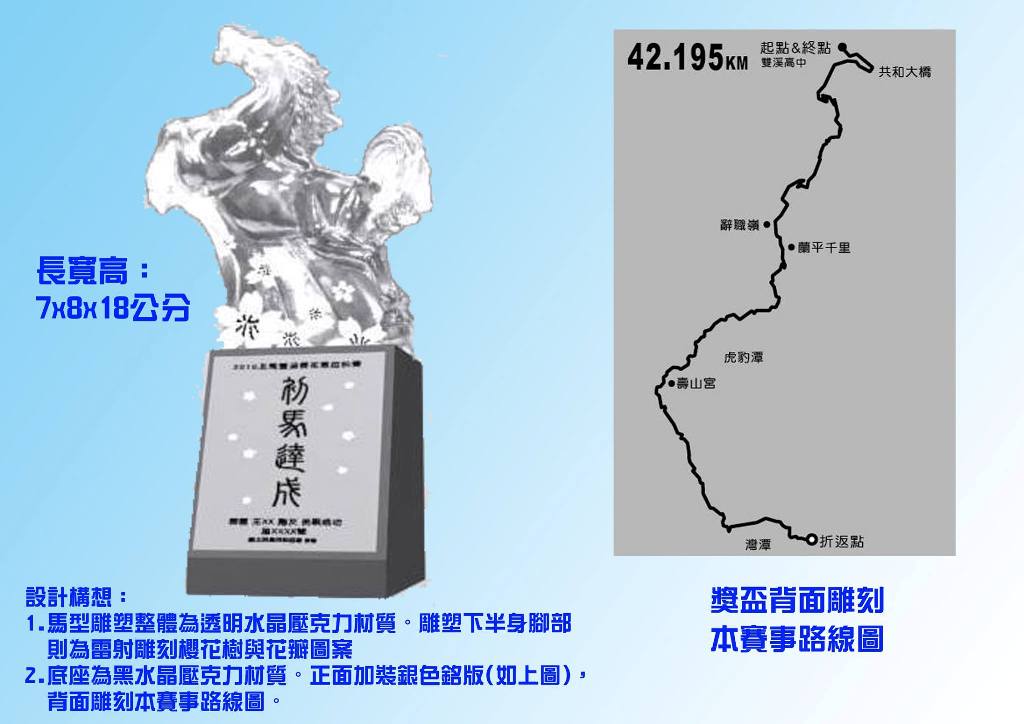 長寬高：
7x8x18公分
初馬達成
設計構想：
1.馬型雕塑整體為透明水晶壓克力材質。雕塑下半身腳部
則為雷射雕刻櫻花樹與花瓣圖案
2.底座為黑水晶壓克力材質。正面加裝銀色銘版(如上圖)，
背面雕刻本賽事路線圖。
42.195KM
起點&終點
雙溪高中
共和大橋
辭職嶺
蘭平千里
虎豹潭
壽山宮
灣潭
折返點
獎盃背面雕刻
本賽事路線圖